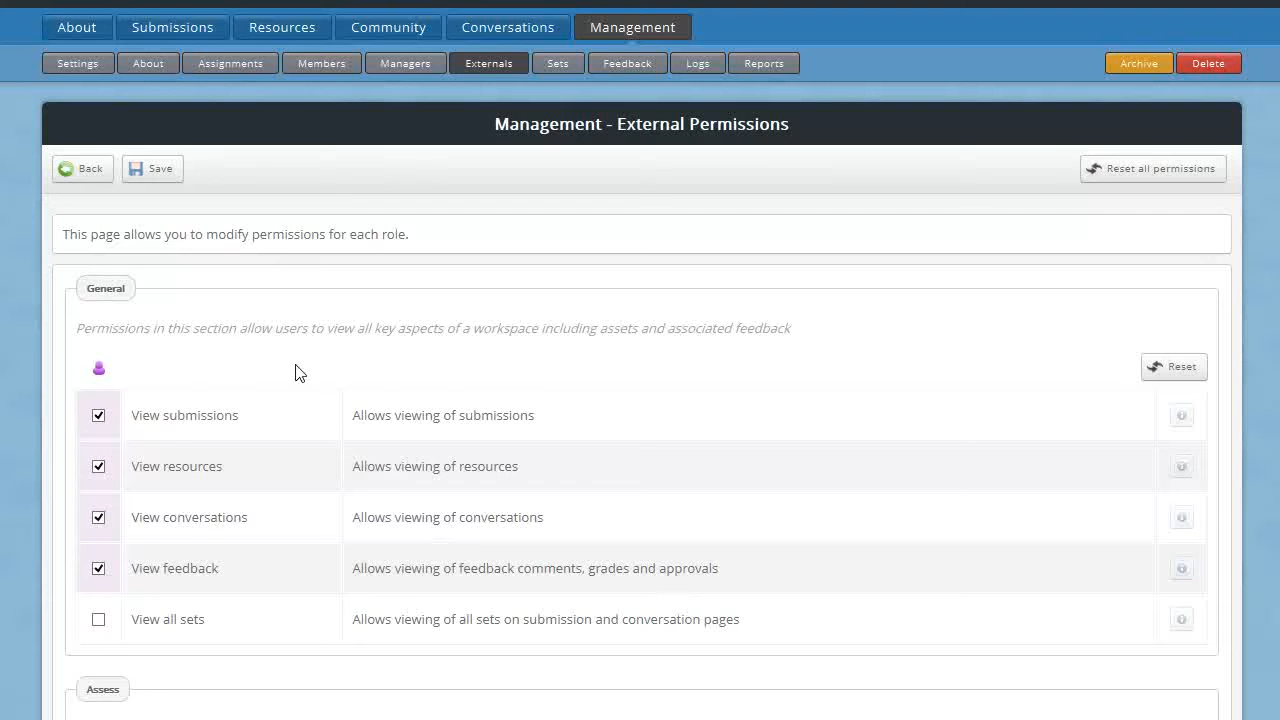 About Submissions Resources Community Conversations Management
Settings About Assignments Members Managers Externals Sets Feedback Logs Reports Archive Delete
Management - External Permissions
Back Save Reset all permissions
This page allows you to modify permissions for each role.
General
Permissions in this section allow users to view all key aspects of a workspace including assets and associated feedback
Reset
View submissions Allows viewing of submissions
View resources Allows viewing of resources
View conversations Allows viewing of conversations
View feedback Allows viewing of feedback comments, grades and approvals
View all sets Allows viewing of all sets on submission and conversation pages
Assess